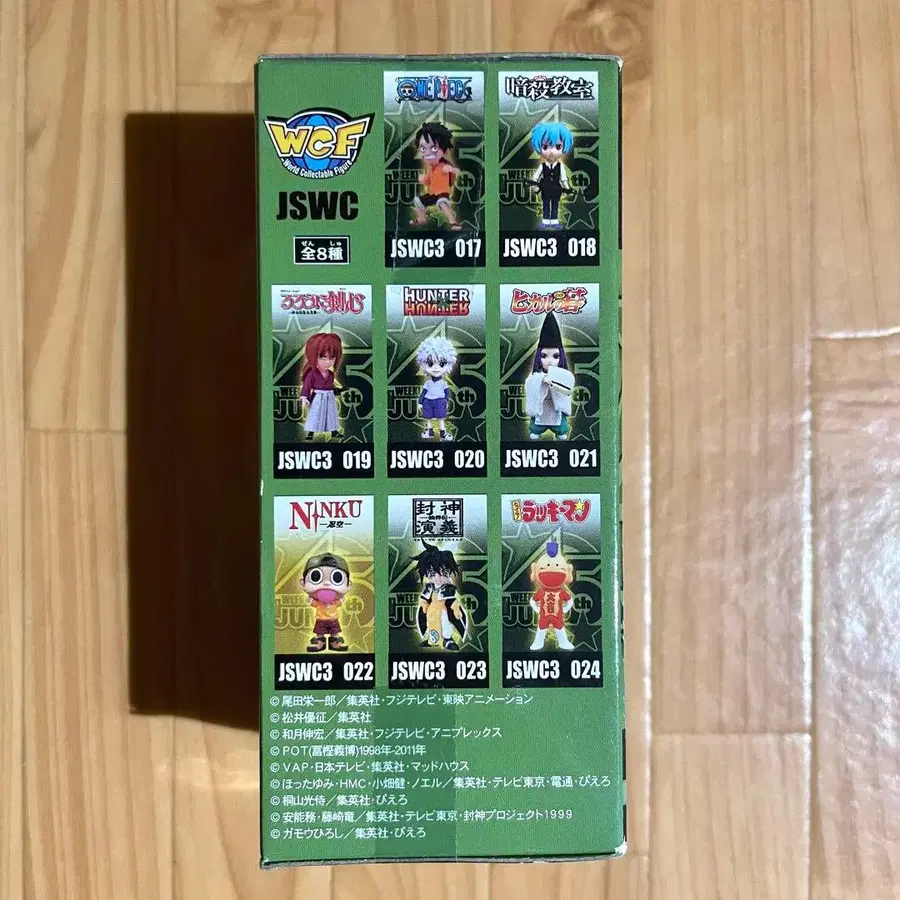 WCF
World Collectable Figure
JSWC
ぜん しゅ
全8種
ONE PIECE
JSWC3 017
暗殺教室
JSWC3 018
るろうに剣心
JSWC3 019
HUNTER
HUNTER
JSWC3 020
ヒカルの碁
JSWC3 021
NINKU
―忍空―
JSWC3 022
封神
演義
JSWC3 023
ラッキーマン
JSWC3 024
©尾田栄一郎／集英社・フジテレビ・東映アニメーション
©松井優征／集英社
©和月伸宏／集英社・フジテレビ・アニプレックス
©POT(冨樫義博)1998年-2011年
©VAP・日本テレビ・集英社・マッドハウス
©ほったゆみ・HMC・小畑健・ノエル／集英社・テレビ東京・電通・ぴえろ
©桐山光侍／集英社・ぴえろ
©安能務・藤崎竜／集英社・テレビ東京・封神プロジェクト1999
©ガモウひろし／集英社・ぴえろ